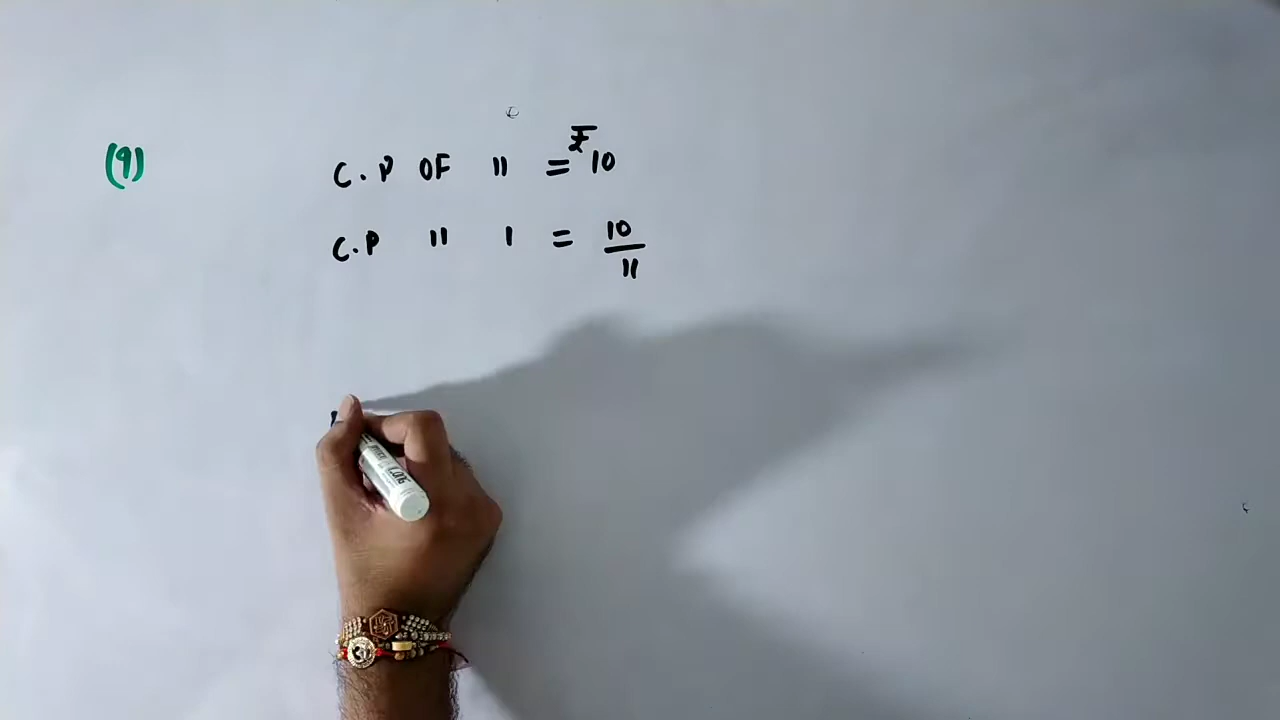 (9)
C.P OF 11 = ₹10
C.P 11 1 = 10/11